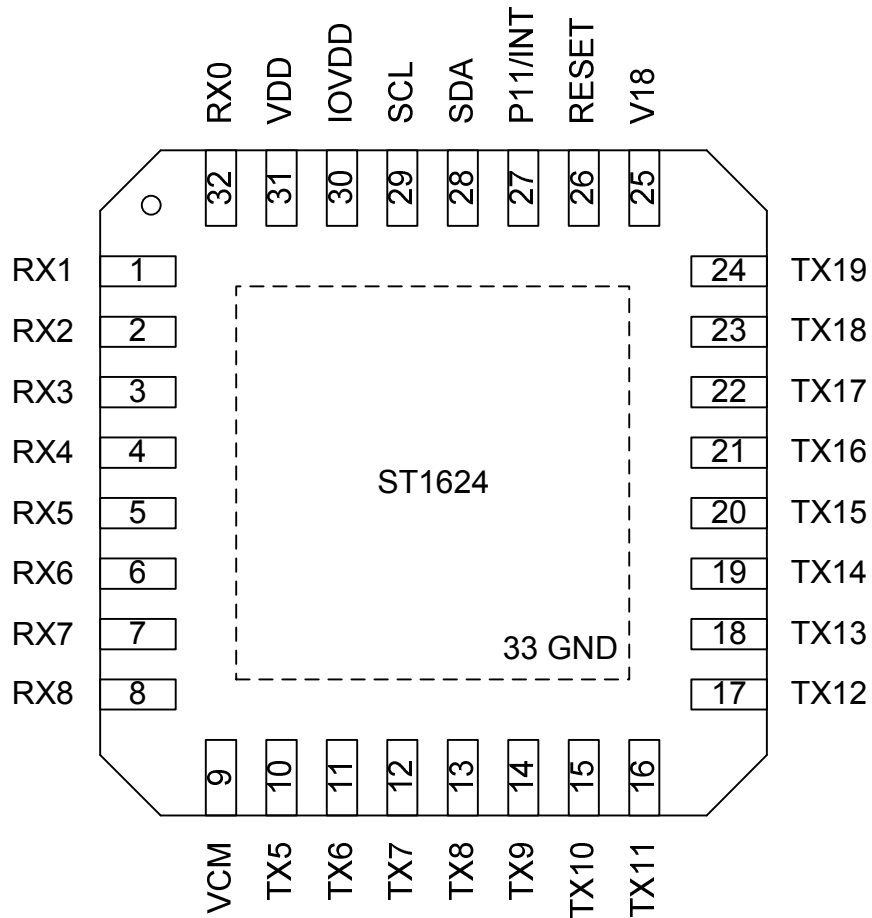 RX0 VDD IOVDD SCL SDA P11/INT RESET V18
32 31 30 29 28 27 26 25
RX1 1 24 TX19
RX2 2 23 TX18
RX3 3 22 TX17
RX4 4 21 TX16
ST1624
RX5 5 20 TX15
RX6 6 19 TX14
RX7 7 18 TX13
33 GND
RX8 8 17 TX12
9 10 11 12 13 14 15 16
VCM TX5 TX6 TX7 TX8 TX9 TX10 TX11